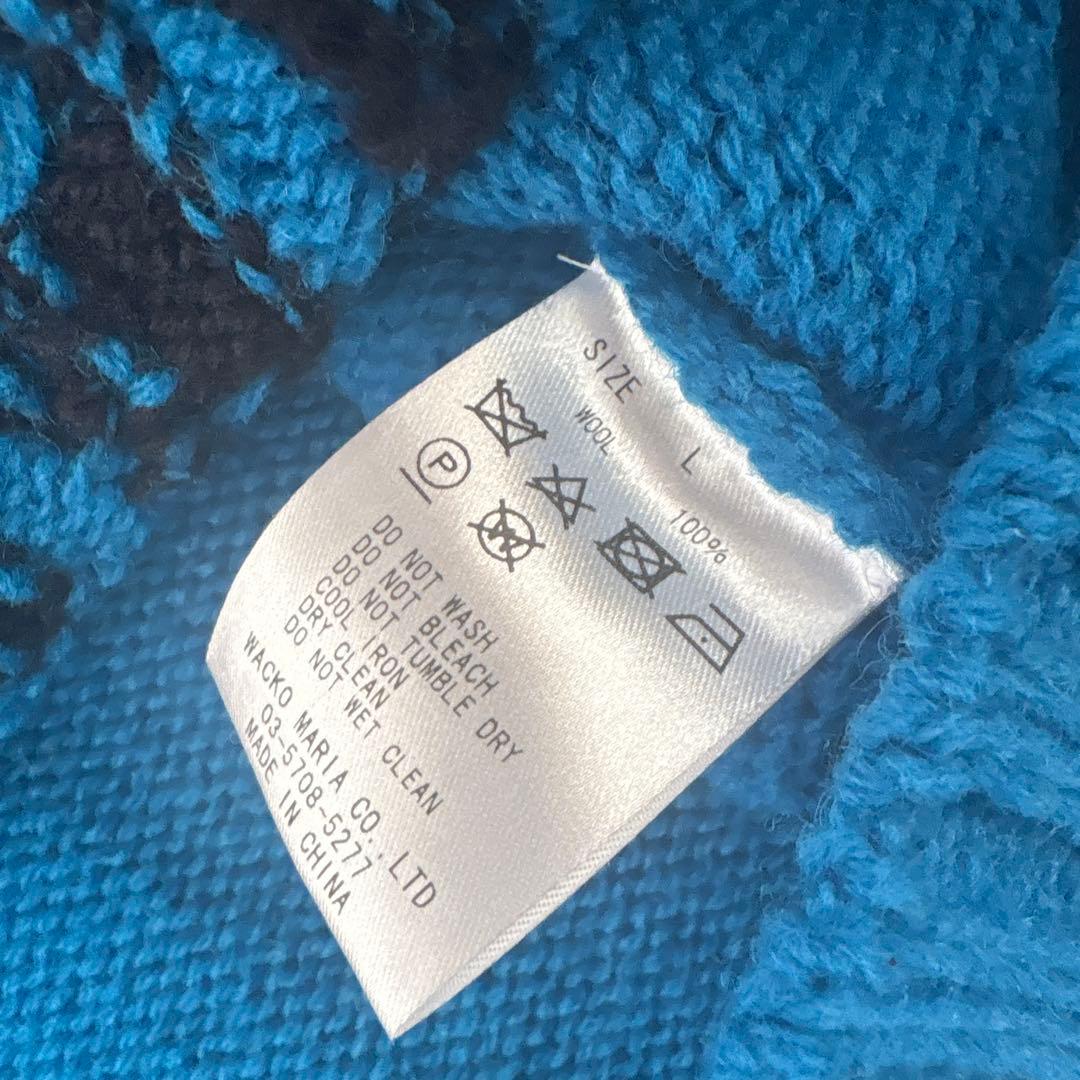 SIZE L
WOOL 100%
P
DO NOT WASH
DO NOT BLEACH
DO NOT TUMBLE DRY
COOL IRON
DRY CLEAN
DO NOT WET CLEAN
WACKO MARIA CO.,LTD
03-5708-5277
MADE IN CHINA